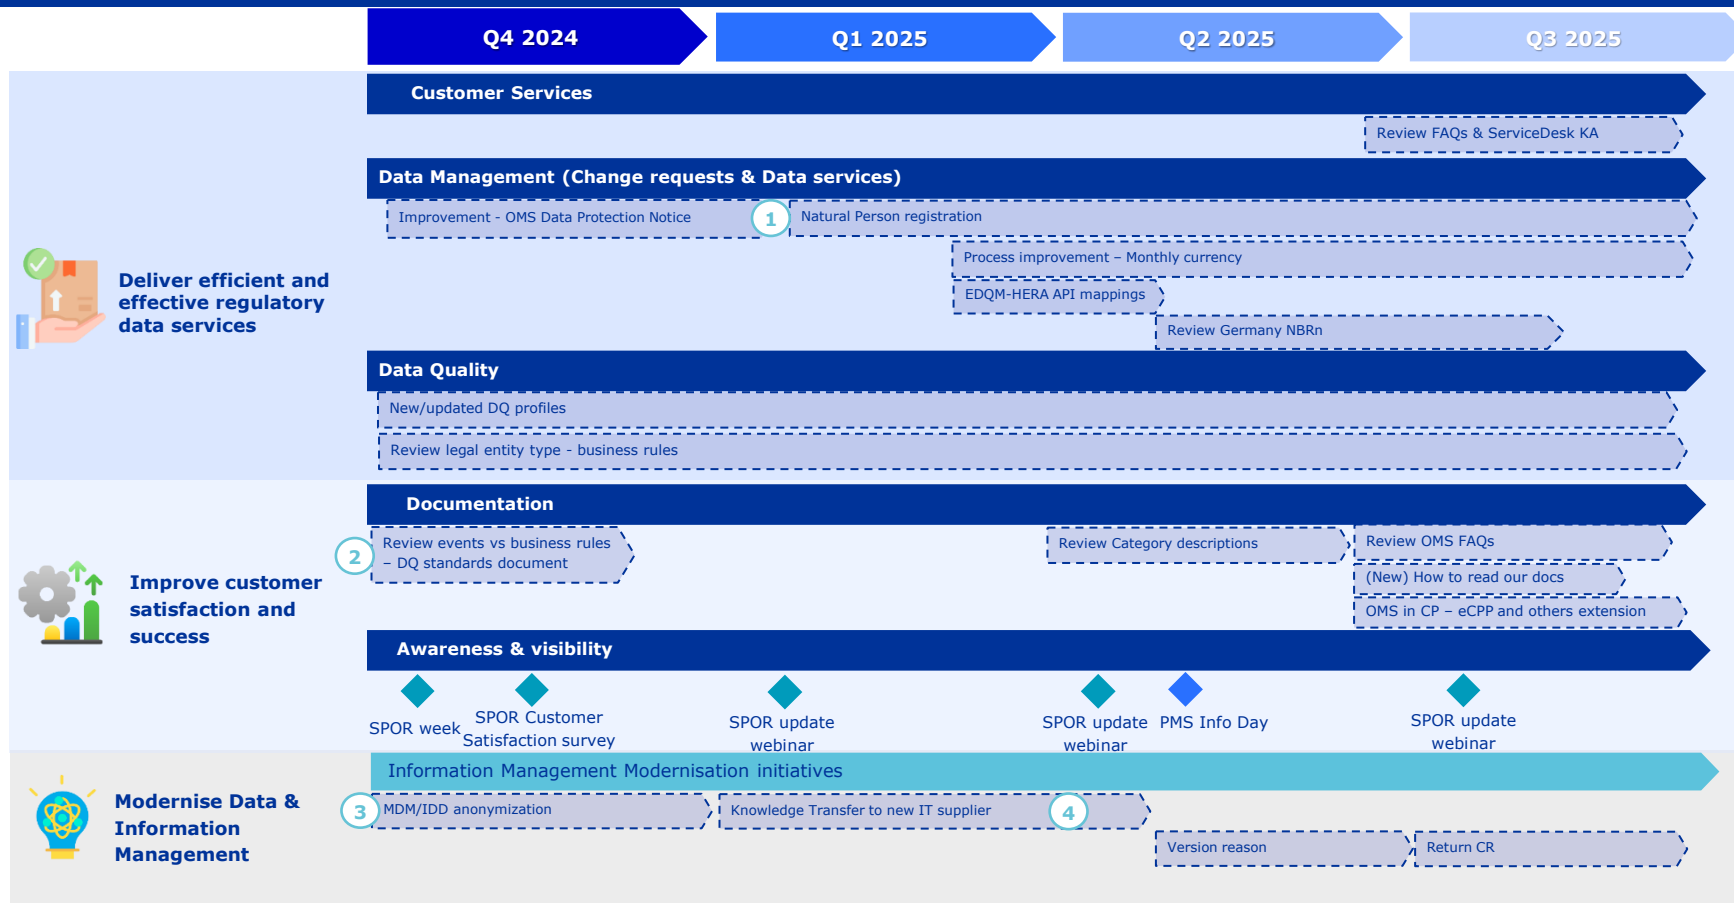 Q4 2024
Q1 2025
Q2 2025
Q3 2025
Customer Services
Review FAQs & ServiceDesk KA
Data Management (Change requests & Data services)
Improvement - OMS Data Protection Notice
1
Natural Person registration
Process improvement – Monthly currency
EDQM-HERA API mappings
Review Germany NBRn
Deliver efficient and
effective regulatory
data services
Data Quality
New/updated DQ profiles
Review legal entity type - business rules
Documentation
2
Review events vs business rules
– DQ standards document
Review Category descriptions
Review OMS FAQs
(New) How to read our docs
OMS in CP – eCPP and others extension
Improve customer
satisfaction and
success
Awareness & visibility
SPOR week
SPOR Customer
Satisfaction survey
SPOR update
webinar
SPOR update
webinar
PMS Info Day
SPOR update
webinar
Information Management Modernisation initiatives
Modernise Data &
Information
Management
3
MDM/IDD anonymization
Knowledge Transfer to new IT supplier
4
Version reason
Return CR